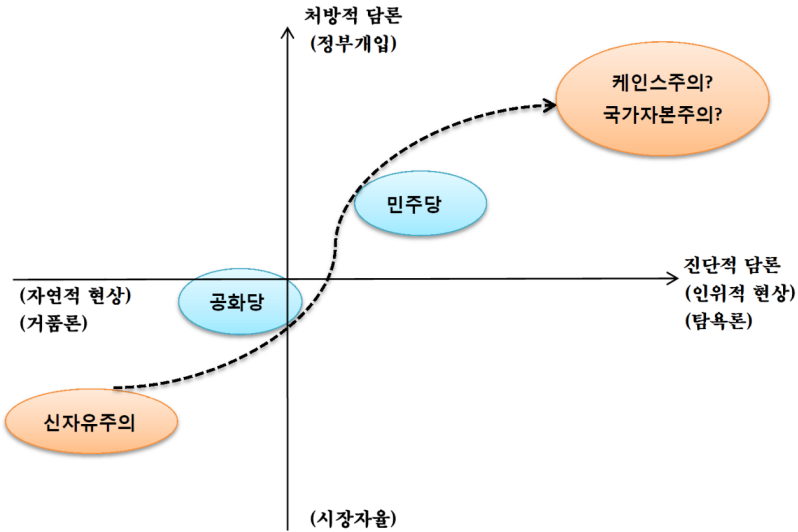 처방적 담론
(정부개입)
케인스주의?
국가자본주의?
민주당
진단적 담론
(인위적 현상)
(탐욕론)
(자연적 현상)
(거품론)
공화당
신자유주의
(시장자율)